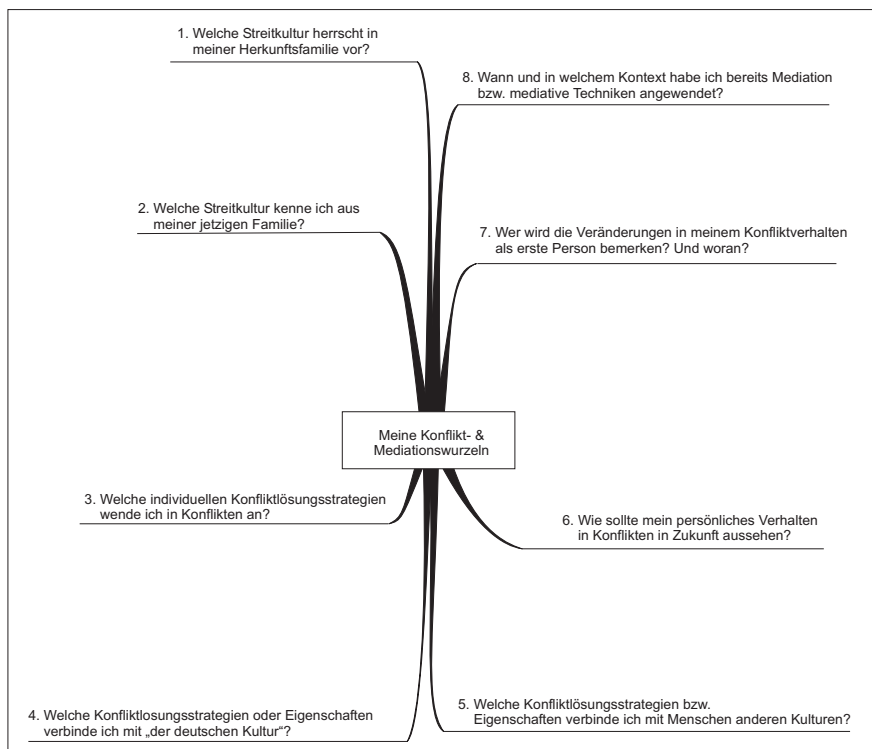 1. Welche Streitkultur herrscht in
meiner Herkunftsfamilie vor?
2. Welche Streitkultur kenne ich aus
meiner jetzigen Familie?
3. Welche individuellen Konfliktlösungsstrategien
wende ich in Konflikten an?
4. Welche Konfliktlosungsstrategien oder Eigenschaften
verbinde ich mit „der deutschen Kultur“?
5. Welche Konfliktlösungsstrategien bzw.
Eigenschaften verbinde ich mit Menschen anderen Kulturen?
6. Wie sollte mein persönliches Verhalten
in Konflikten in Zukunft aussehen?
7. Wer wird die Veränderungen in meinem Konfliktverhalten
als erste Person bemerken? Und woran?
8. Wann und in welchem Kontext habe ich bereits Mediation
bzw. mediative Techniken angewendet?
Meine Konflikt- &
Mediationswurzeln